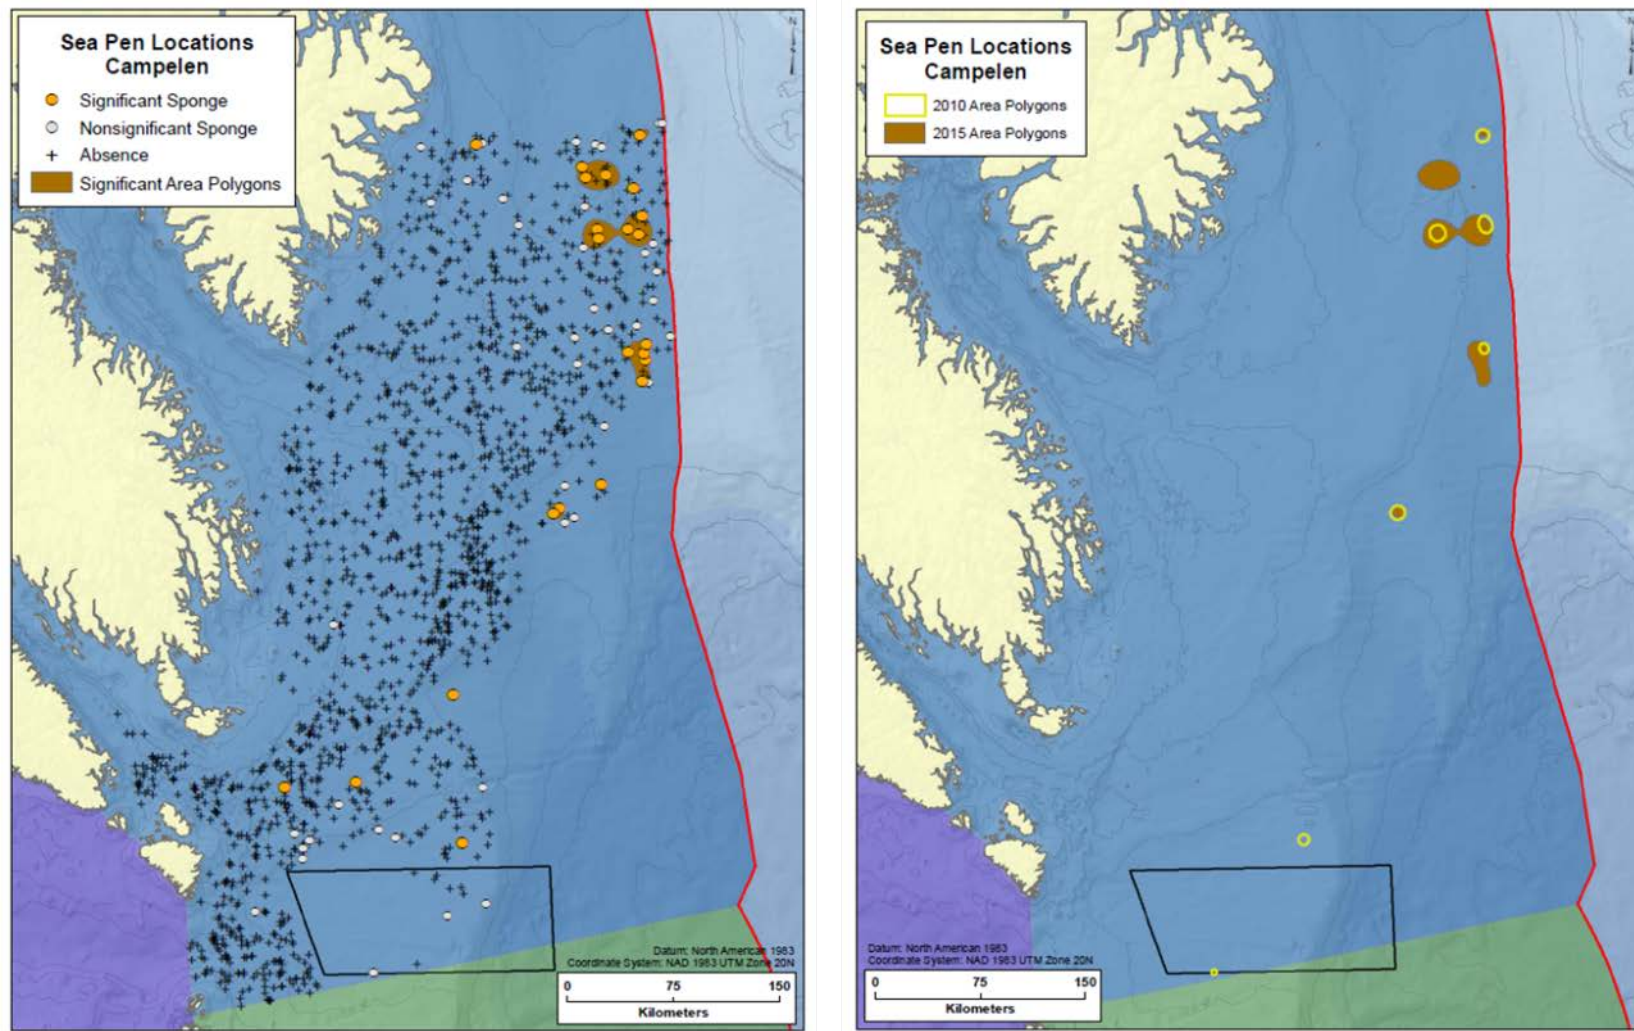 Sea Pen Locations
Campelen
Significant Sponge
Nonsignificant Sponge
Absence
Significant Area Polygons
N
Datum: North American 1983
Coordinate System: NAD 1983 UTM Zone 20N
0 75 150
Kilometers
Sea Pen Locations
Campelen
2010 Area Polygons
2015 Area Polygons
N
Datum: North American 1983
Coordinate System: NAD 1983 UTM Zone 20N
0 75 150
Kilometers